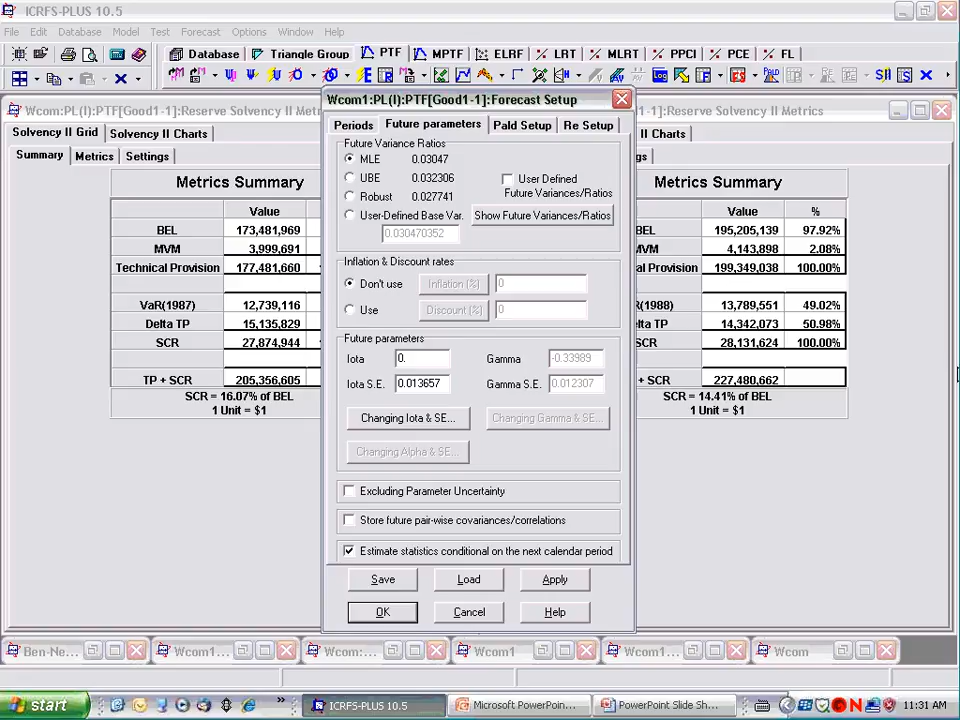 ICRFS-PLUS 10.5
File Edit Database Model Test Forecast Options Window Help
Database Triangle Group PTF MPTF ELRF LRT MLRT PPCI PCE FL
Wcom1:PL(I):PTF[Good1-1]:Reserve Solvency II Metrics
Reserve Solvency II Metrics
Solvency II Grid Solvency II Charts
II Charts
Summary Metrics Settings
gs
Metrics Summary
Value
BEL 173,481,969
MVM 3,999,691
Technical Provision 177,481,660
VaR(1987) 12,739,116
Delta TP 15,135,829
SCR 27,874,944
TP + SCR 205,356,605
SCR = 16.07% of BEL
1 Unit = $1
Wcom1:PL(I):PTF[Good1-1]:Forecast Setup
Periods Future parameters Pald Setup Re Setup
Future Variance Ratios
MLE 0.03047
UBE 0.032306
Robust 0.027741
User-Defined Base Var.
0.030470352
User Defined
Future Variances/Ratios
Show Future Variances/Ratios
Inflation & Discount rates
Don't use Inflation (%) 0
Use Discount (%) 0
Future parameters
Iota 0. Gamma -0.33989
Iota S.E. 0.013657 Gamma S.E. 0.012307
Changing Iota & SE... Changing Gamma & SE...
Changing Alpha & SE...
Excluding Parameter Uncertainty
Store future pair-wise covariances/correlations
Estimate statistics conditional on the next calendar period
Save Load Apply
OK Cancel Help
Metrics Summary
Value %
BEL 195,205,139 97.92%
MVM 4,143,898 2.08%
Provision 199,349,038 100.00%
R(1988) 13,789,551 49.02%
lta TP 14,342,073 50.98%
SCR 28,131,624 100.00%
+ SCR 227,480,662
SCR = 14.41% of BEL
1 Unit = $1
Ben-Ne... Wcom1... Wcom:... Wcom1 Wcom1... Wcom
start ICRFS-PLUS 10.5 Microsoft PowerPoint... PowerPoint Slide Sh... 11:31 AM